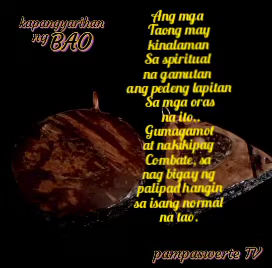 kapangyarihan
ng BAO
Ang mga
Taong may
kinalaman
Sa spiritual
na gamutan
ang pedeng lapitan
Sa mga oras
na ito..
Gumagamot
at nakikipag
Combate, sa
nag bigay ng
palipad hangin
sa isang normal
na tao.
pampaswerte TV